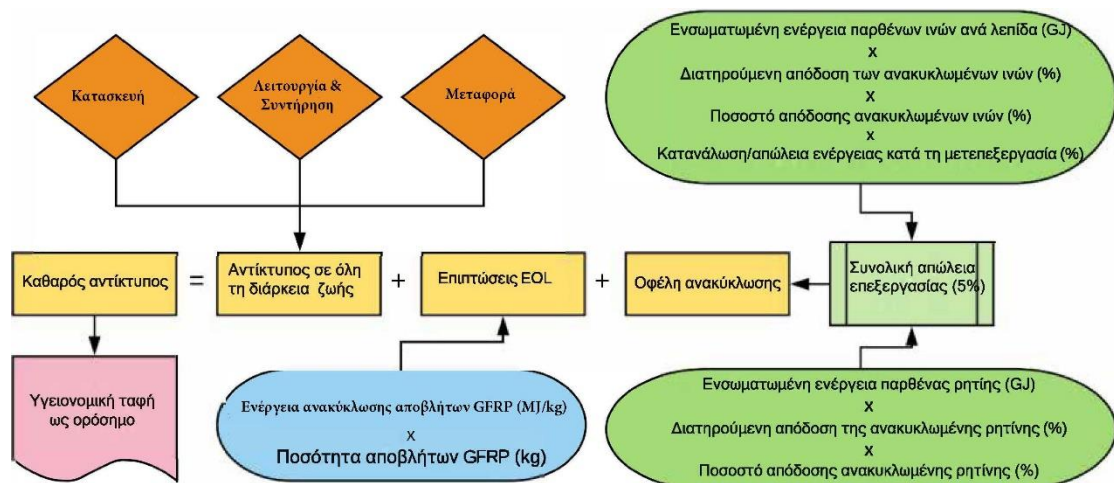 Κατασκευή
Λειτουργία &
Συντήρηση
Μεταφορά
Ενσωματωμένη ενέργεια παρθένων ινών ανά λεπίδα (GJ)
x
Διατηρούμενη απόδοση των ανακυκλωμένων ινών (%)
x
Ποσοστό απόδοσης ανακυκλωμένων ινών (%)
x
Κατανάλωση/απώλεια ενέργειας κατά τη μετεπεξεργασία (%)
Καθαρός αντίκτυπος
=
Αντίκτυπος σε όλη
τη διάρκεια ζωής
+
Επιπτώσεις EOL
+
Οφέλη ανακύκλωσης
Συνολική απώλεια
επεξεργασίας (5%)
Υγειονομική ταφή
ως ορόσημο
Ενέργεια ανακύκλωσης αποβλήτων GFRP (MJ/kg)
x
Ποσότητα αποβλήτων GFRP (kg)
Ενσωματωμένη ενέργεια παρθένας ρητίης (GJ)
x
Διατηρούμενη απόδοση της ανακυκλωμένης ρητίνης (%)
x
Ποσοστό απόδοσης ανακυκλωμένης ρητίνης (%)